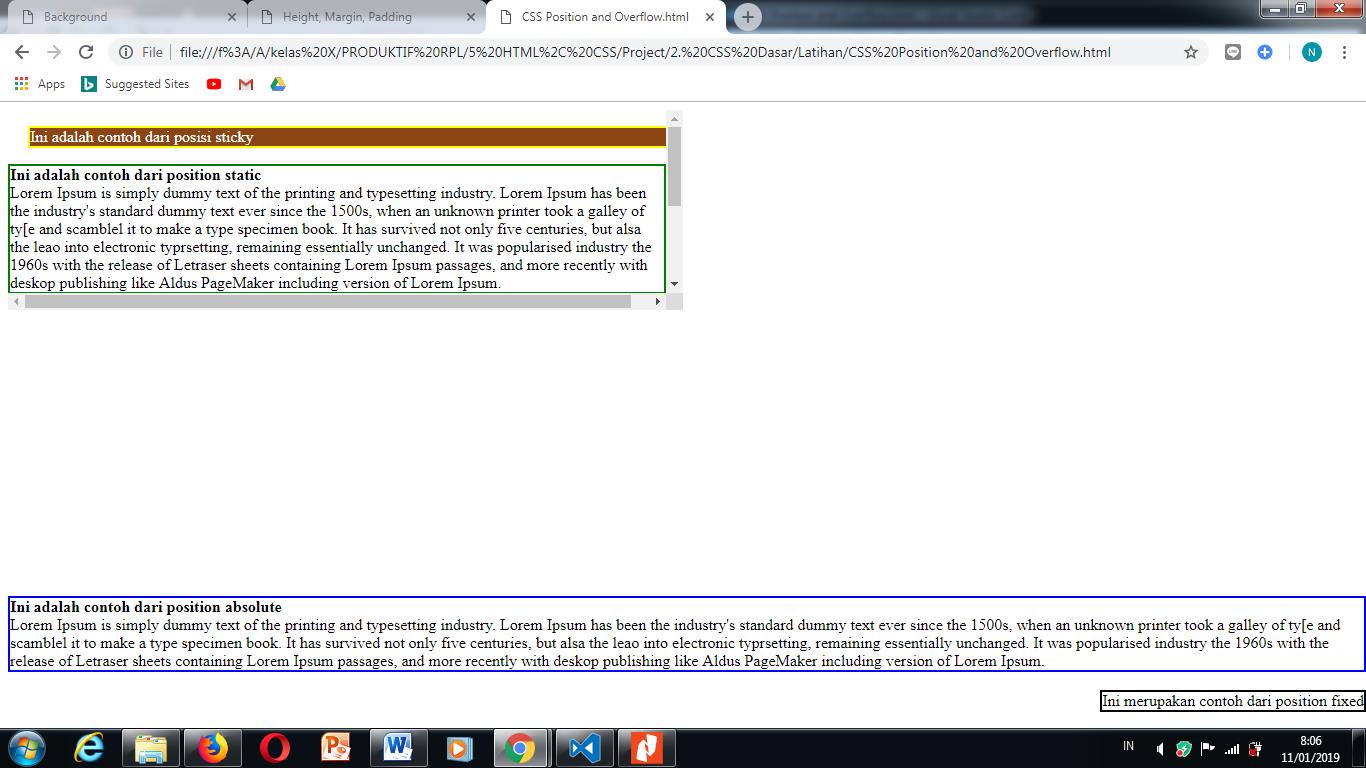 Background
Height, Margin, Padding
CSS Position and Overflow.html
File
file:///f%3A/A/kelas%20X/PRODUKTIF%20RPL/5%20HTML%2C%20CSS/Project/2.%20CSS%20Dasar/Latihan/CSS%20Position%20and%20Overflow.html
N
Apps
Suggested Sites
Ini adalah contoh dari posisi sticky
Ini adalah contoh dari position static
Lorem Ipsum is simply dummy text of the printing and typesetting industry. Lorem Ipsum has been
the industry's standard dummy text ever since the 1500s, when an unknown printer took a galley of
ty[e and scamblel it to make a type specimen book. It has survived not only five centuries, but alsa
the leao into electronic typrsetting, remaining essentially unchanged. It was popularised industry the
1960s with the release of Letraser sheets containing Lorem Ipsum passages, and more recently with
deskop publishing like Aldus PageMaker including version of Lorem Ipsum.
Ini adalah contoh dari position absolute
Lorem Ipsum is simply dummy text of the printing and typesetting industry. Lorem Ipsum has been the industry's standard dummy text ever since the 1500s, when an unknown printer took a galley of ty[e and
scamblel it to make a type specimen book. It has survived not only five centuries, but alsa the leao into electronic typrsetting, remaining essentially unchanged. It was popularised industry the 1960s with the
release of Letraser sheets containing Lorem Ipsum passages, and more recently with deskop publishing like Aldus PageMaker including version of Lorem Ipsum.
Ini merupakan contoh dari position fixed
IN
8:06
11/01/2019